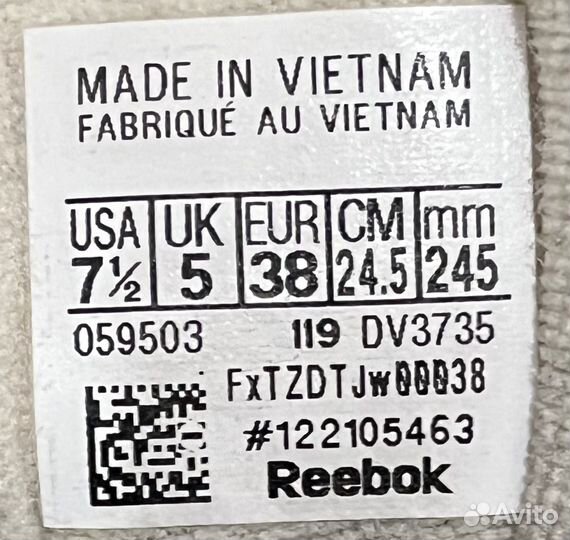 MADE IN VIETNAM
FABRIQUÉ AU VIETNAM
USA UK EUR CM mm
7½ 5 38 24.5 245
059503 119 DV3735
FxTZDTJw00038
#122105463
Reebok
Avito